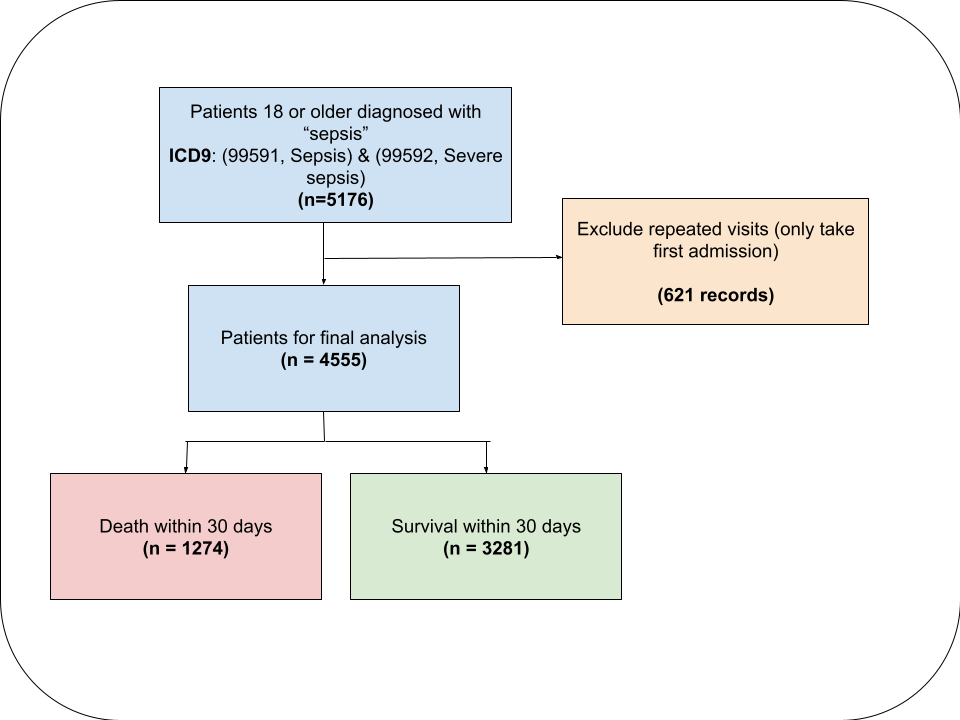 Patients 18 or older diagnosed with
“sepsis”
ICD9: (99591, Sepsis) & (99592, Severe
sepsis)
(n=5176)
Exclude repeated visits (only take
first admission)
(621 records)
Patients for final analysis
(n = 4555)
Death within 30 days
(n = 1274)
Survival within 30 days
(n = 3281)